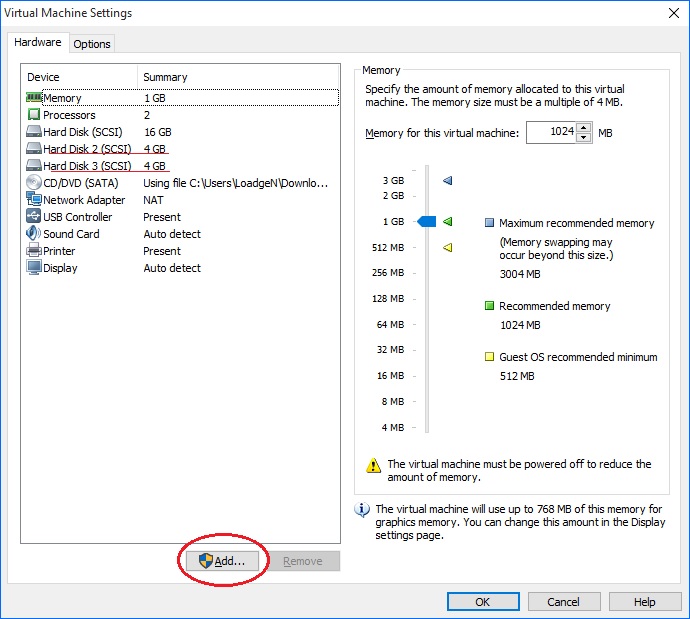 Virtual Machine Settings
Hardware
Options
Device Summary
Memory 1 GB
Processors 2
Hard Disk (SCSI) 16 GB
Hard Disk 2 (SCSI) 4 GB
Hard Disk 3 (SCSI) 4 GB
CD/DVD (SATA) Using file C:\Users\LoadgeN\Downlo...
Network Adapter NAT
USB Controller Present
Sound Card Auto detect
Printer Present
Display Auto detect
Add...
Remove
Memory
Specify the amount of memory allocated to this virtual
machine. The memory size must be a multiple of 4 MB.
Memory for this virtual machine: 1024 MB
3 GB
2 GB
1 GB
512 MB
256 MB
128 MB
64 MB
32 MB
16 MB
8 MB
4 MB
Maximum recommended memory
(Memory swapping may
occur beyond this size.)
3004 MB
Recommended memory
1024 MB
Guest OS recommended minimum
512 MB
The virtual machine must be powered off to reduce the
amount of memory.
The virtual machine will use up to 768 MB of this memory for
graphics memory. You can change this amount in the Display
settings page.
OK
Cancel
Help